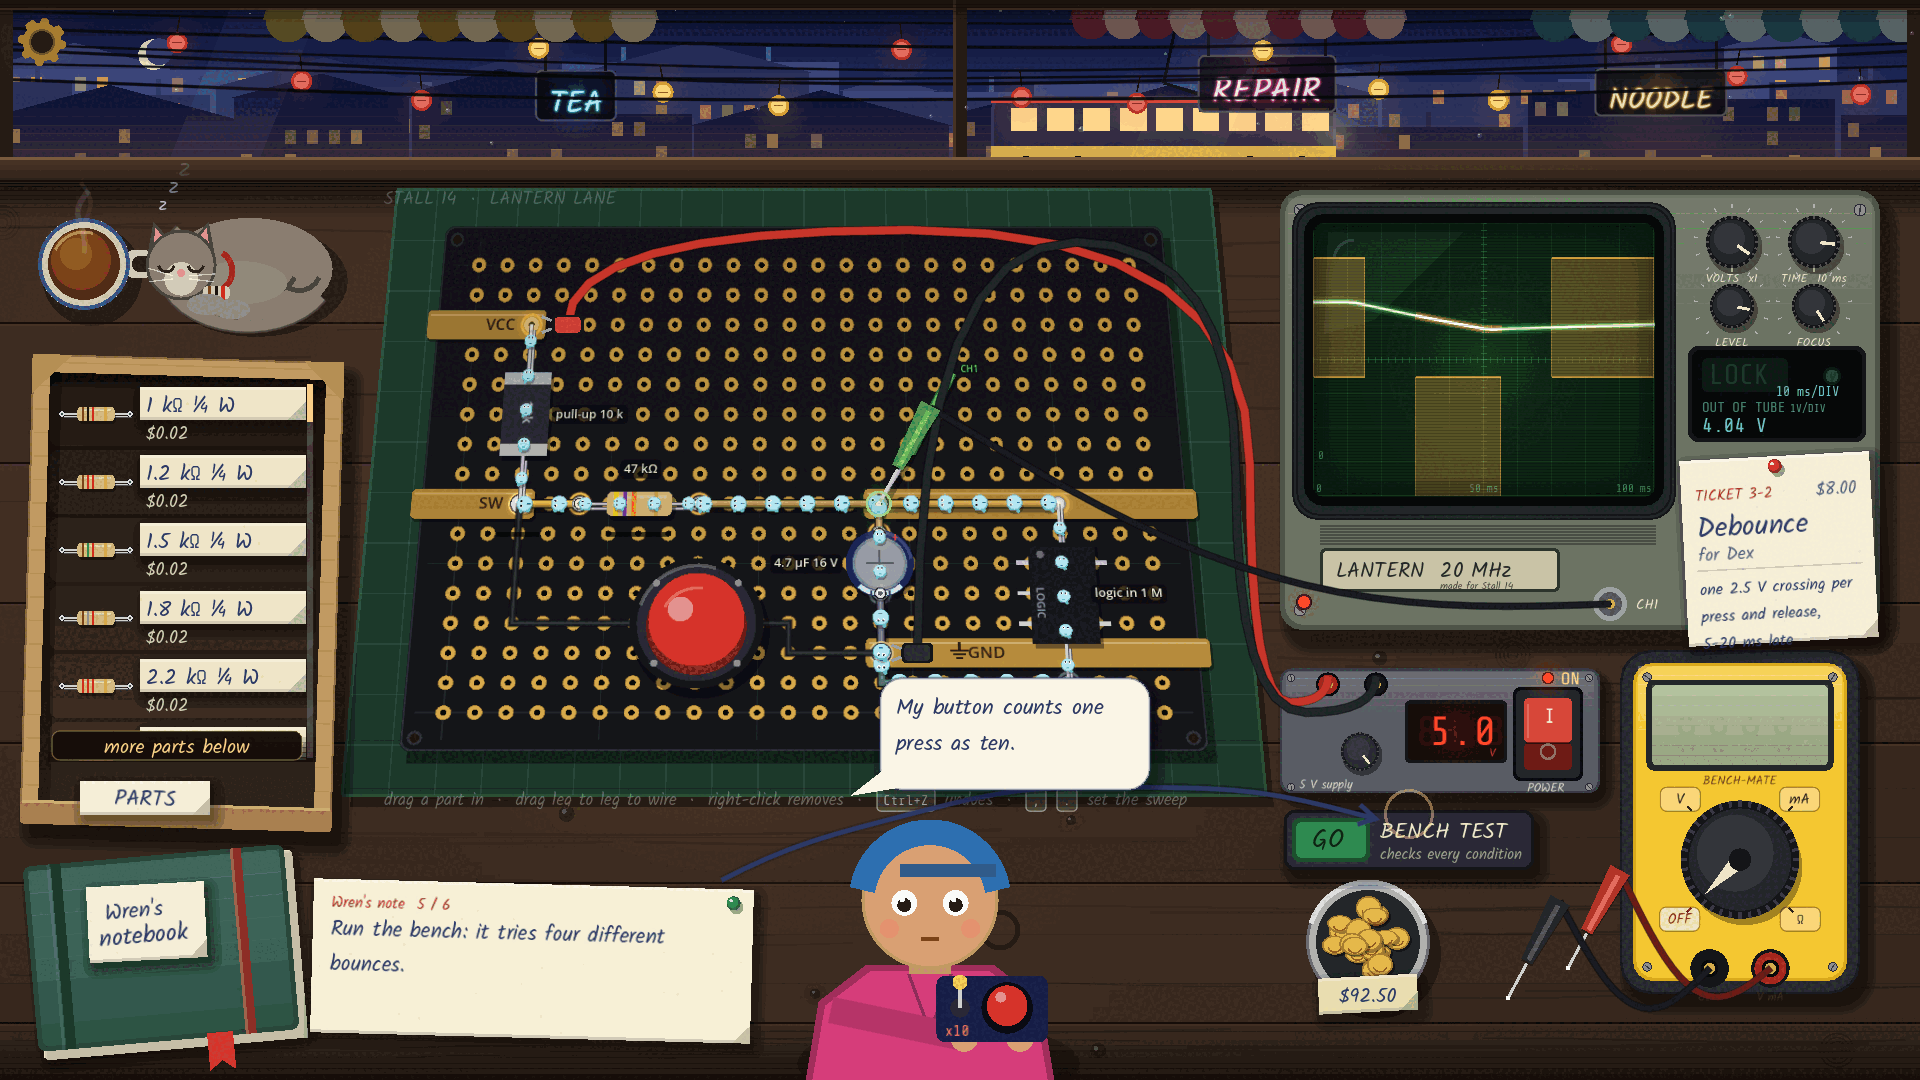 TEA
REPAIR
NOODLE
STALL 14 · LANTERN LANE
z
z
z
VCC
CH1
pull-up 10 k
47 kΩ
SW
4.7 µF 16 V
LOGIC
logic in 1 M
GND
My button counts one
press as ten.
drag a part in · drag leg to leg to wire · right-click removes · Ctrl+Z undoes · , . set the sweep
1 kΩ ¼ W
$0.02
1.2 kΩ ¼ W
$0.02
1.5 kΩ ¼ W
$0.02
1.8 kΩ ¼ W
$0.02
2.2 kΩ ¼ W
$0.02
more parts below
PARTS
Wren's
notebook
Wren's note 5 / 6
Run the bench: it tries four different
bounces.
x10
0
0
50 ms
100 ms
VOLTS x1
TIME 10 ms
LEVEL
FOCUS
LOCK
10 ms/DIV
OUT OF TUBE 1V/DIV
4.04 V
LANTERN 20 MHz
made for Stall 14
CH1
TICKET 3-2
$8.00
Debounce
for Dex
one 2.5 V crossing per
press and release,
5-20 ms late
5 V supply
5.0
V
ON
I
POWER
GO
BENCH TEST
checks every condition
$92.50
BENCH-MATE
V
mA
OFF
Ω